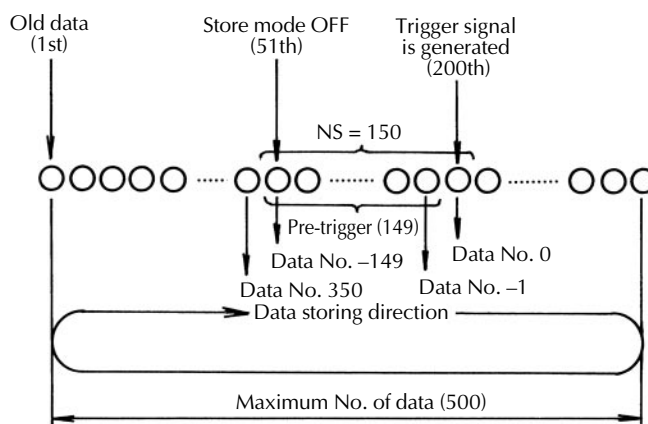 Old data
(1st)
Store mode OFF
(51th)
Trigger signal
is generated
(200th)
NS = 150
Pre-trigger (149)
Data No. –149
Data No. 0
Data No. 350
Data No. –1
Data storing direction
Maximum No. of data (500)